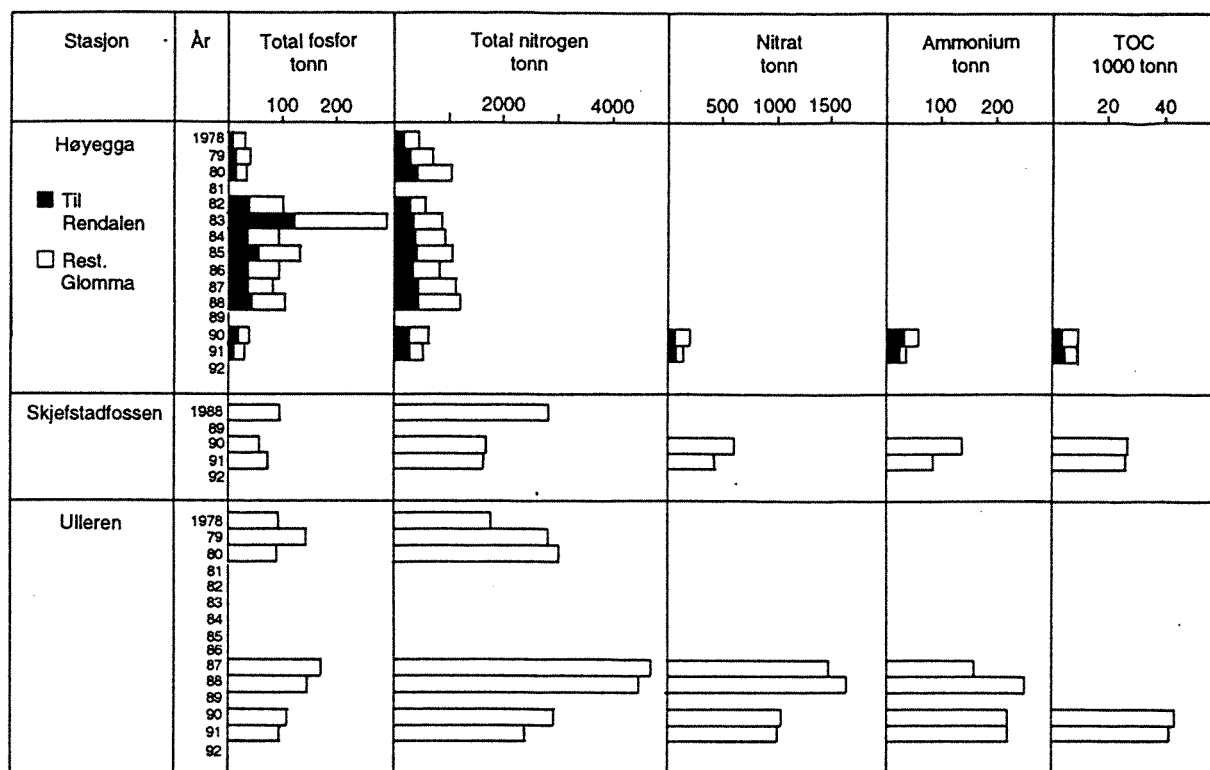 Stasjon År Total fosfor Total nitrogen Nitrat Ammonium TOC
tonn tonn tonn tonn 1000 tonn
100 200 2000 4000 500 1000 1500 100 200 20 40
Høyegga 1978
79
80
81
Til 82
Rendalen 83
84
85
Rest. 86
Glomma 87
88
89
90
91
92
Skjefstadfossen 1988
89
90
91
92
Ulleren 1978
79
80
81
82
83
84
85
86
87
88
89
90
91
92